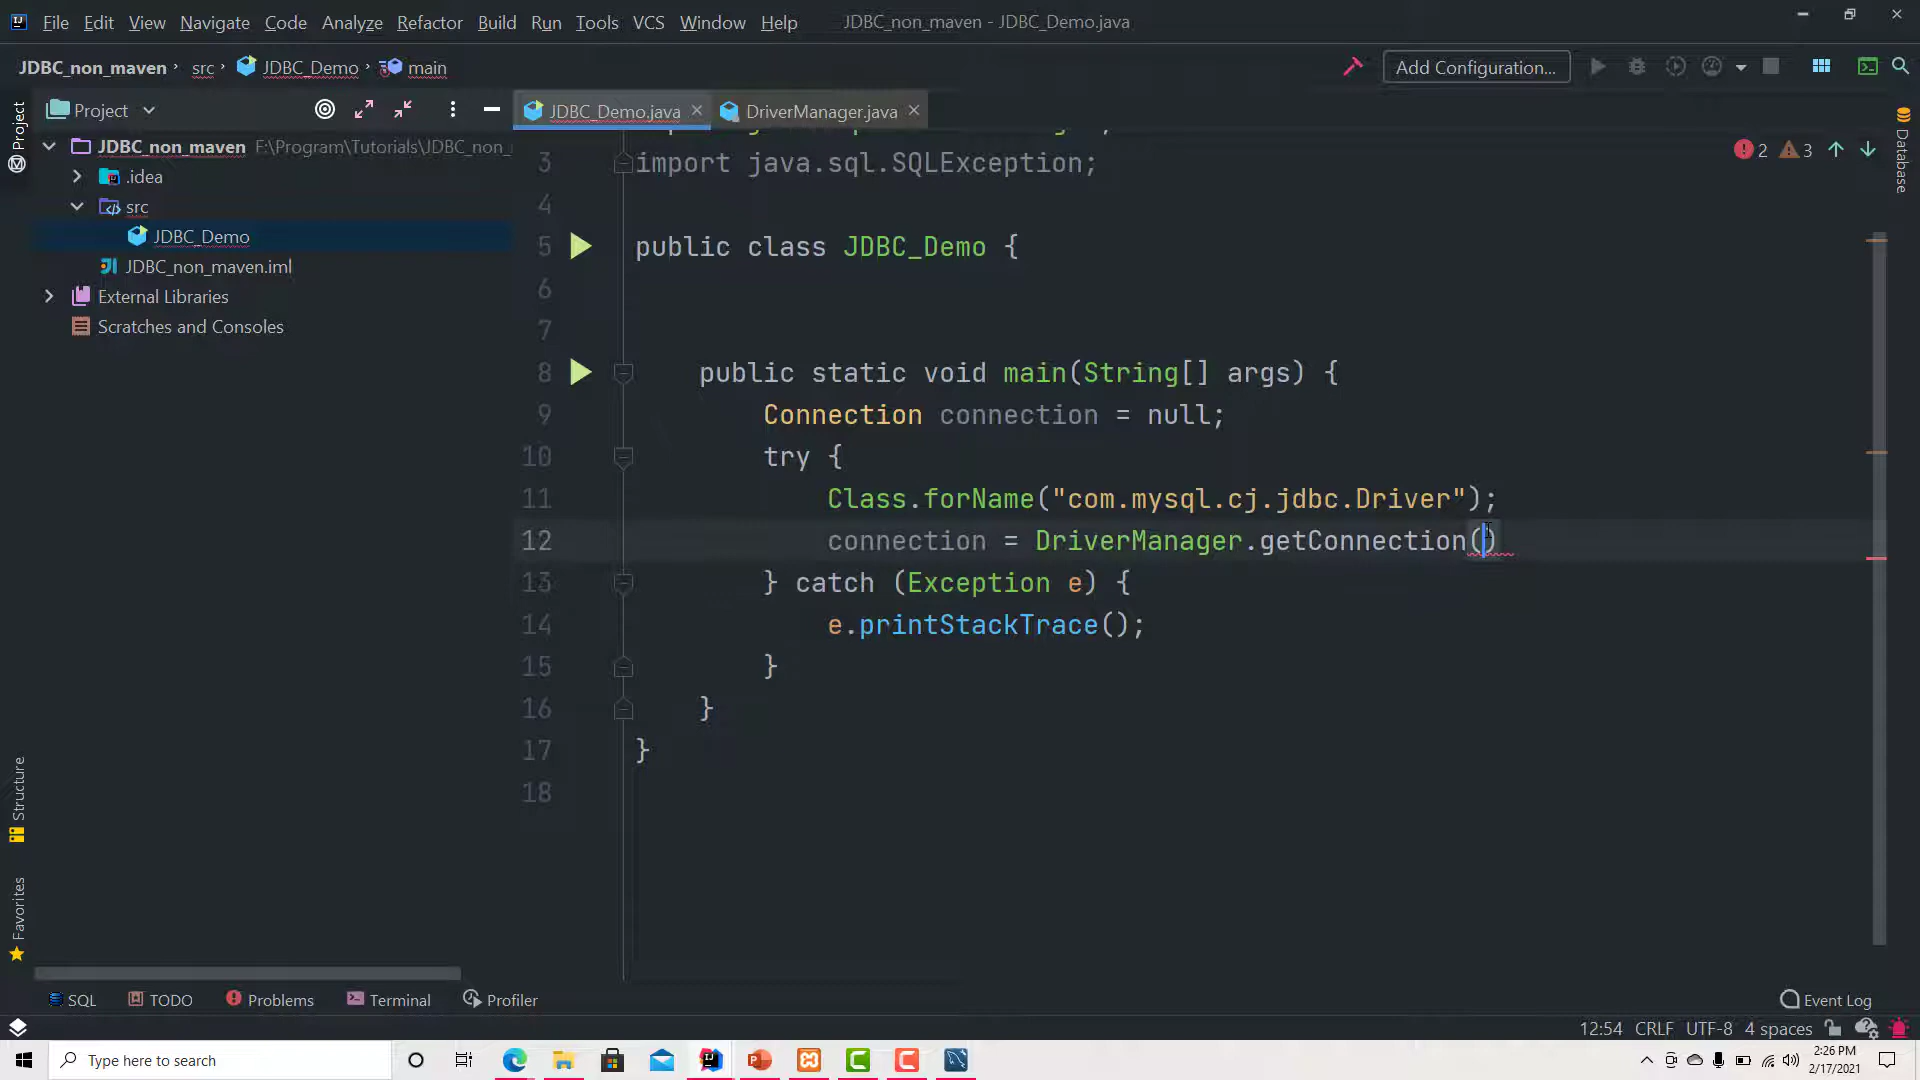 File Edit View Navigate Code Analyze Refactor Build Run Tools VCS Window Help JDBC_non_maven - JDBC_Demo.java
JDBC_non_maven src JDBC_Demo main Add Configuration...
Project
Project
JDBC_Demo.java DriverManager.java
JDBC_non_maven F:\Program\Tutorials\JDBC_non_
.idea
src
JDBC_Demo
JDBC_non_maven.iml
External Libraries
Scratches and Consoles
2 3
Database
3 import java.sql.SQLException;
4
5 public class JDBC_Demo {
6
7
8 public static void main(String[] args) {
9 Connection connection = null;
10 try {
11 Class.forName("com.mysql.cj.jdbc.Driver");
12 connection = DriverManager.getConnection()
13 } catch (Exception e) {
14 e.printStackTrace();
15 }
16 }
17 }
18
Structure
Favorites
SQL TODO Problems Terminal Profiler Event Log
12:54 CRLF UTF-8 4 spaces
Type here to search
2:26 PM
2/17/2021